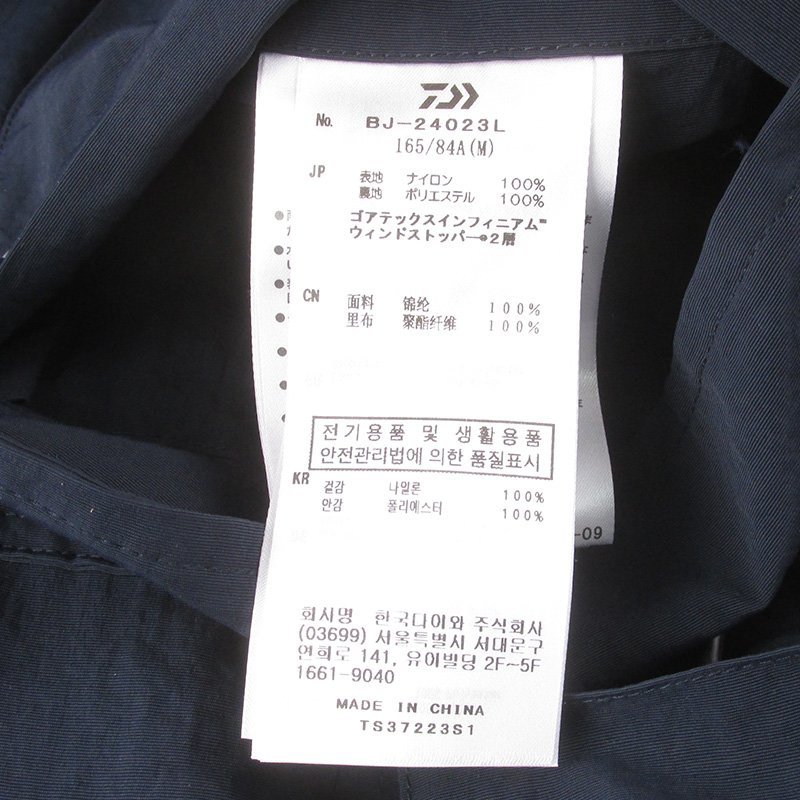 No. BJ-24023L
165/84A(M)
JP 表地 ナイロン 100%
裏地 ポリエステル 100%
ゴアテックスインフィニアム™
ウィンドストッパー®2層
CN 面料 锦纶 100%
里布 聚酯纤维 100%
전기용품 및 생활용품
안전관리법에 의한 품질표시
KR 겉감 나일론 100%
안감 폴리에스터 100%
-09
회사명 한국다이와 주식회사
(03699) 서울특별시 서대문구
연희로 141, 유어빌딩 2F~5F
1661-9040
MADE IN CHINA
TS37223S1